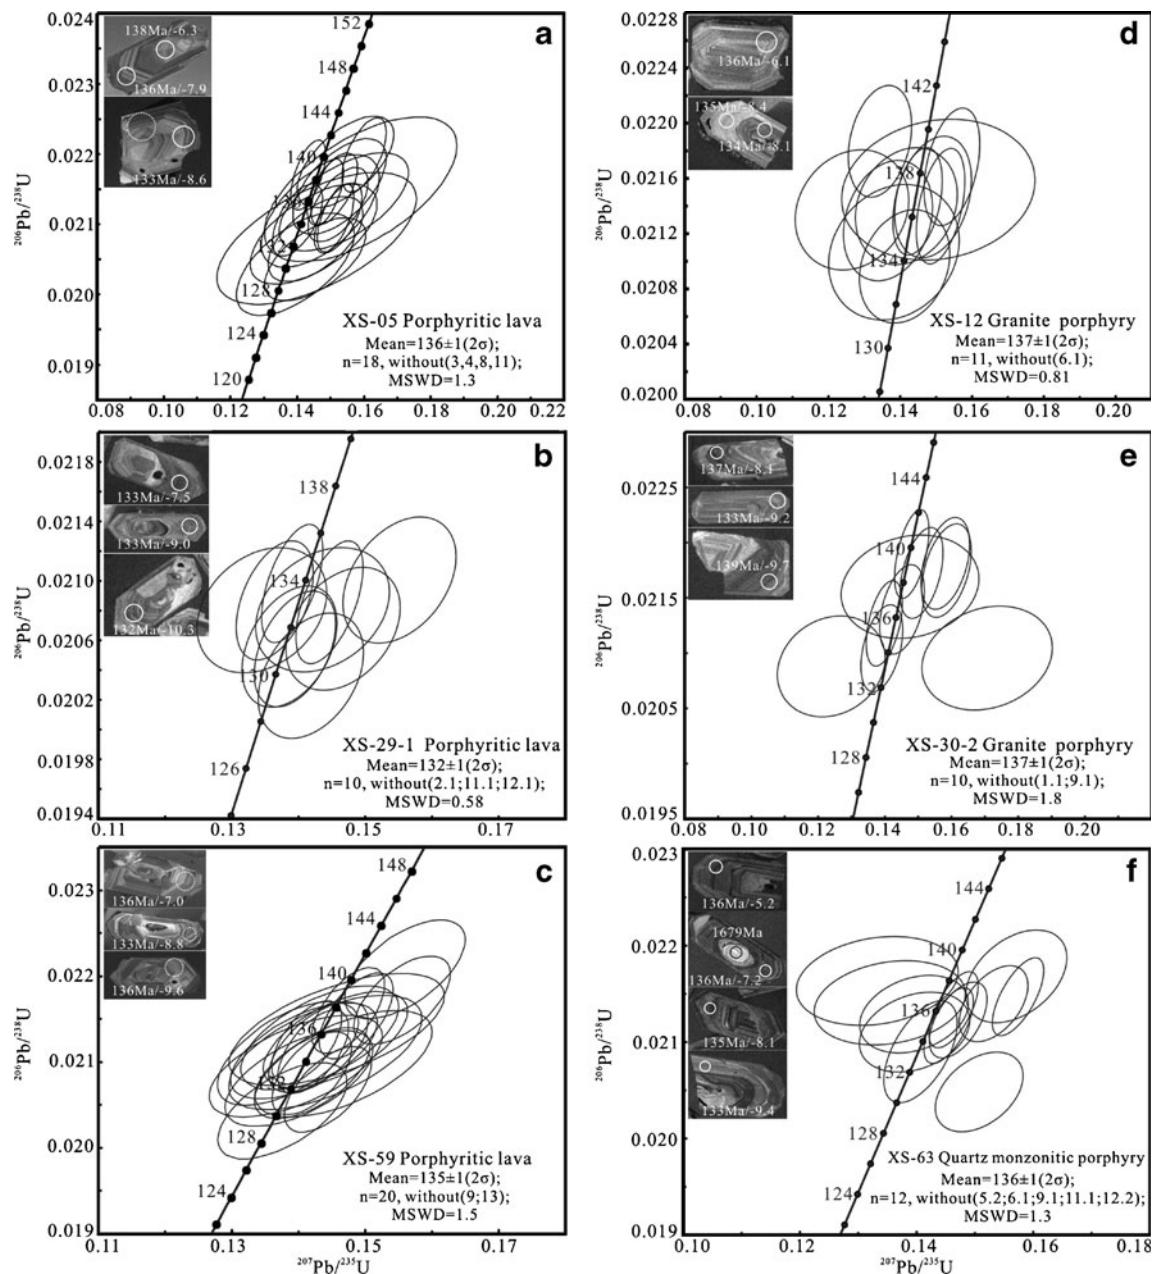 a
0.024
0.023
0.022
0.021
0.020
0.019
206Pb/238U
152
148
144
140
128
124
120
138Ma/-6.3
136Ma/-7.9
133Ma/-8.6
XS-05 Porphyritic lava
Mean=136±1(2σ);
n=18, without(3,4,8,11);
MSWD=1.3
0.08 0.10 0.12 0.14 0.16 0.18 0.20 0.22
d
0.0228
0.0224
0.0220
0.0216
0.0212
0.0208
0.0204
0.0200
206Pb/238U
142
138
134
130
136Ma/-6.1
135Ma/-8.4
134Ma/-8.1
XS-12 Granite porphyry
Mean=137±1(2σ);
n=11, without(6.1);
MSWD=0.81
0.08 0.10 0.12 0.14 0.16 0.18 0.20
b
0.0218
0.0214
0.0210
0.0206
0.0202
0.0198
0.0194
206Pb/238U
138
134
130
126
133Ma/-7.5
133Ma/-9.0
132Ma/-10.3
XS-29-1 Porphyritic lava
Mean=132±1(2σ);
n=10, without(2.1;11.1;12.1);
MSWD=0.58
0.11 0.13 0.15 0.17
e
0.0225
0.0215
0.0205
0.0195
206Pb/238U
144
140
136
132
128
137Ma/-8.1
133Ma/-9.2
139Ma/-9.7
XS-30-2 Granite porphyry
Mean=137±1(2σ);
n=10, without(1.1;9.1);
MSWD=1.8
0.08 0.10 0.12 0.14 0.16 0.18 0.20
c
0.023
0.022
0.021
0.020
0.019
206Pb/238U
148
144
140
136
128
124
136Ma/-7.0
133Ma/-8.8
136Ma/-9.6
XS-59 Porphyritic lava
Mean=135±1(2σ);
n=20, without(9;13);
MSWD=1.5
0.11 0.13 0.15 0.17
207Pb/235U
f
0.023
0.022
0.021
0.020
0.019
206Pb/238U
144
140
136
132
128
124
136Ma/-5.2
1679Ma
136Ma/-7.2
135Ma/-8.1
133Ma/-9.4
XS-63 Quartz monzonitic porphyry
Mean=136±1(2σ);
n=12, without(5.2;6.1;9.1;11.1;12.2);
MSWD=1.3
0.10 0.12 0.14 0.16 0.18
207Pb/235U